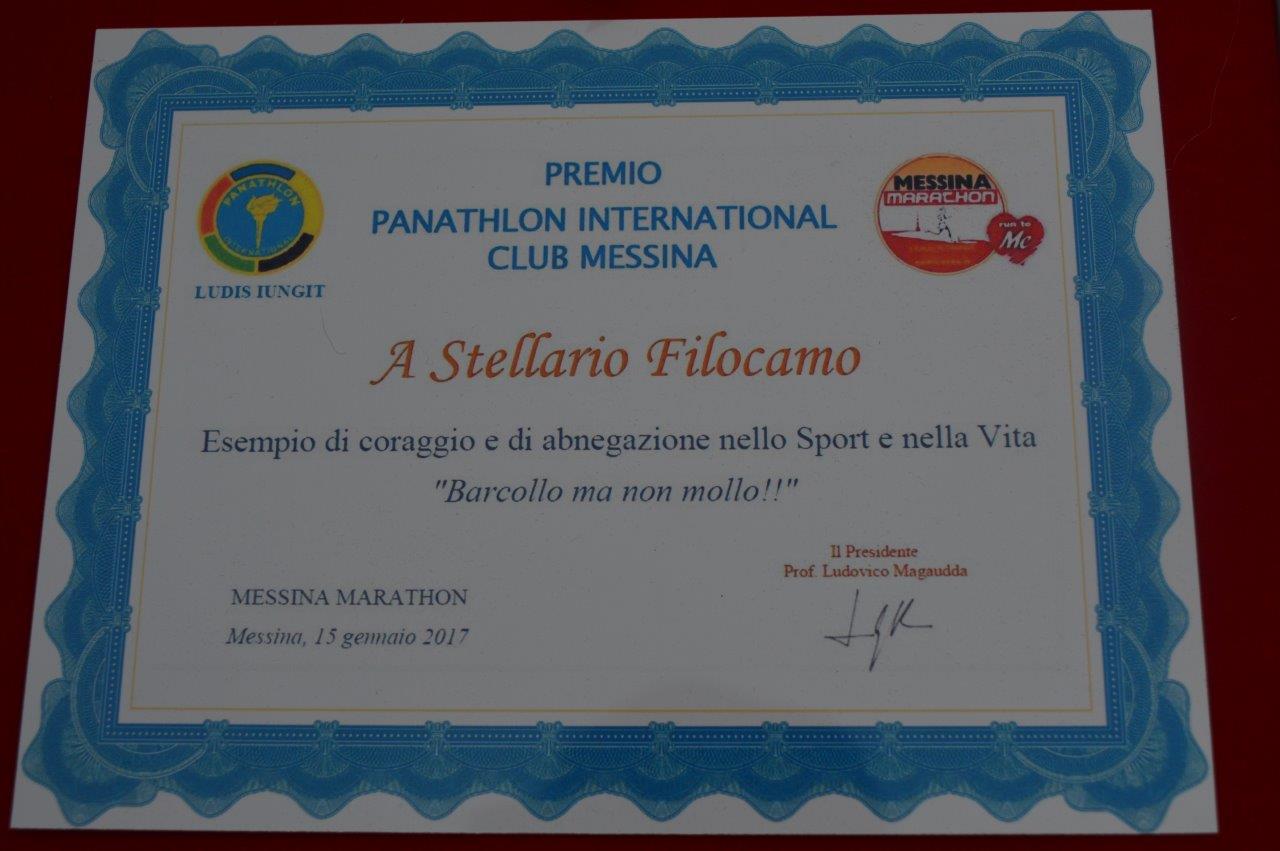 PREMIO
PANATHLON INTERNATIONAL
CLUB MESSINA
PANATHLON
INTERNATIONAL
LUDIS IUNGIT
MESSINA
MARATHON
run to
Mc
A Stellario Filocamo
Esempio di coraggio e di abnegazione nello Sport e nella Vita
"Barcollo ma non mollo!!"
Il Presidente
Prof. Ludovico Magaudda
MESSINA MARATHON
Messina, 15 gennaio 2017